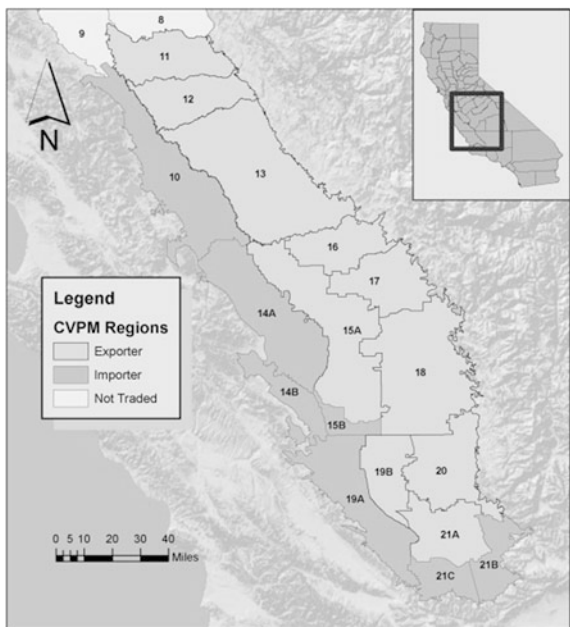 9
8
11
12
N
10
13
16
17
14A
15A
18
14B
15B
19A
19B
20
21A
21B
21C
Legend
CVPM Regions
Exporter
Importer
Not Traded
0 5 10 20 30 40
Miles